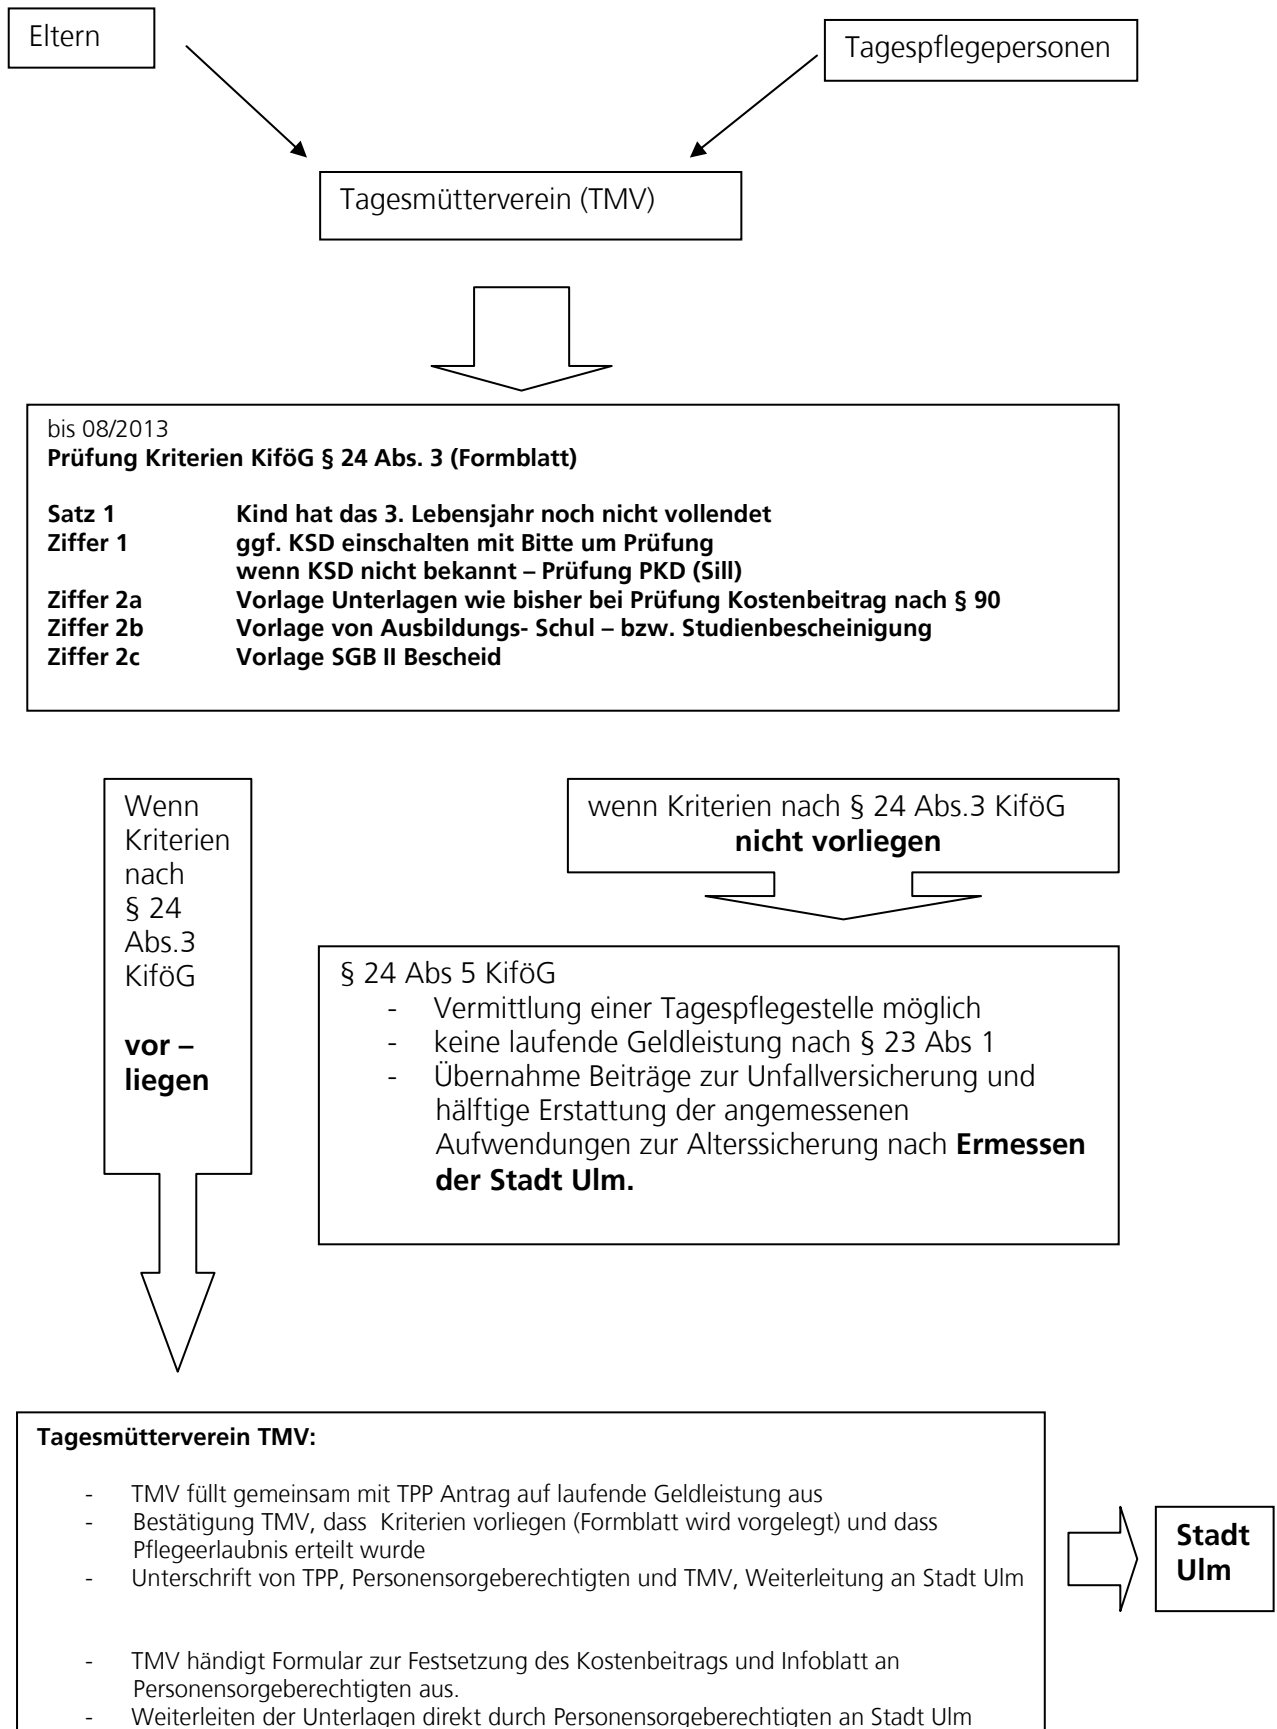 Eltern
Tagespflegepersonen
Tagesmütterverein (TMV)
bis 08/2013
Prüfung Kriterien KiföG § 24 Abs. 3 (Formblatt)
Satz 1 Kind hat das 3. Lebensjahr noch nicht vollendet
Ziffer 1 ggf. KSD einschalten mit Bitte um Prüfung
wenn KSD nicht bekannt – Prüfung PKD (Sill)
Ziffer 2a Vorlage Unterlagen wie bisher bei Prüfung Kostenbeitrag nach § 90
Ziffer 2b Vorlage von Ausbildungs- Schul – bzw. Studienbescheinigung
Ziffer 2c Vorlage SGB II Bescheid
Wenn
Kriterien
nach
§ 24
Abs.3
KiföG
vor –
liegen
wenn Kriterien nach § 24 Abs.3 KiföG
nicht vorliegen
§ 24 Abs 5 KiföG
- Vermittlung einer Tagespflegestelle möglich
- keine laufende Geldleistung nach § 23 Abs 1
- Übernahme Beiträge zur Unfallversicherung und
hälftige Erstattung der angemessenen
Aufwendungen zur Alterssicherung nach Ermessen
der Stadt Ulm.
Tagesmütterverein TMV:
- TMV füllt gemeinsam mit TPP Antrag auf laufende Geldleistung aus
- Bestätigung TMV, dass Kriterien vorliegen (Formblatt wird vorgelegt) und dass
Pflegeerlaubnis erteilt wurde
- Unterschrift von TPP, Personensorgeberechtigten und TMV, Weiterleitung an Stadt Ulm
- TMV händigt Formular zur Festsetzung des Kostenbeitrags und Infoblatt an
Personensorgeberechtigten aus.
- Weiterleiten der Unterlagen direkt durch Personensorgeberechtigten an Stadt Ulm
Stadt
Ulm